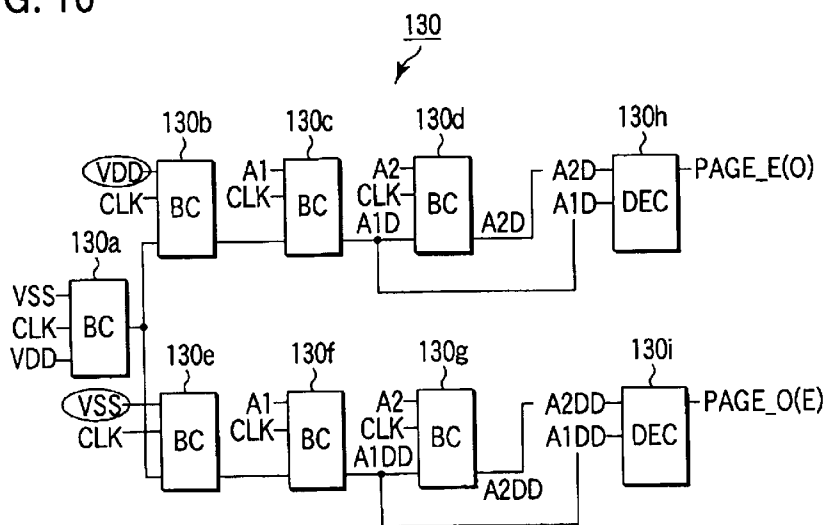 G. 10
130
130b
130c
130d
130h
VDD
CLK
BC
A1
CLK
BC
A2
CLK
BC
A1D
A2D
A2D
A1D
DEC
PAGE_E(O)
130a
VSS
CLK
VDD
BC
130e
130f
130g
130i
VSS
CLK
BC
A1
CLK
BC
A2
CLK
BC
A1DD
A2DD
A2DD
A1DD
DEC
PAGE_O(E)